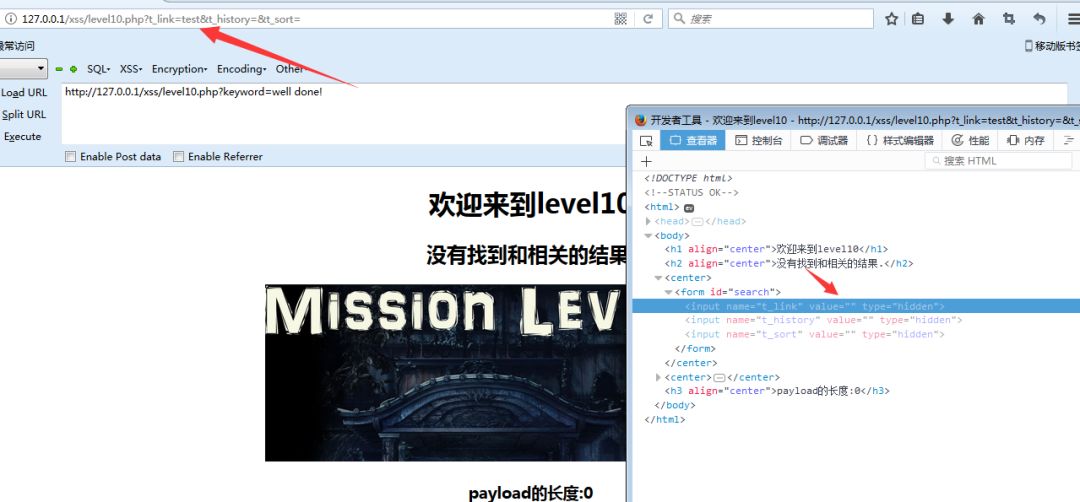 127.0.0.1/xss/level10.php?t_link=test&t_history=&t_sort=
搜索
最常访问
移动版书签
SQL XSS Encryption Encoding Other
Load URL
http://127.0.0.1/xss/level10.php?keyword=well done!
Split URL
Execute
Enable Post data Enable Referrer
欢迎来到level10
没有找到和相关的结果
MISSION LEV
payload的长度:0
开发者工具 - 欢迎来到level10 - http://127.0.0.1/xss/level10.php?t_link=test&t_history=&t_s
查看器 控制台 调试器 {} 样式编辑器 性能 内存
搜索 HTML
<!DOCTYPE html>
<!--STATUS OK-->
<html> ev
<head></head>
<body>
<h1 align="center">欢迎来到level10</h1>
<h2 align="center">没有找到和相关的结果.</h2>
<center>
<form id="search">
<input name="t_link" value="" type="hidden">
<input name="t_history" value="" type="hidden">
<input name="t_sort" value="" type="hidden">
</form>
</center>
<center></center>
<h3 align="center">payload的长度:0</h3>
</body>
</html>